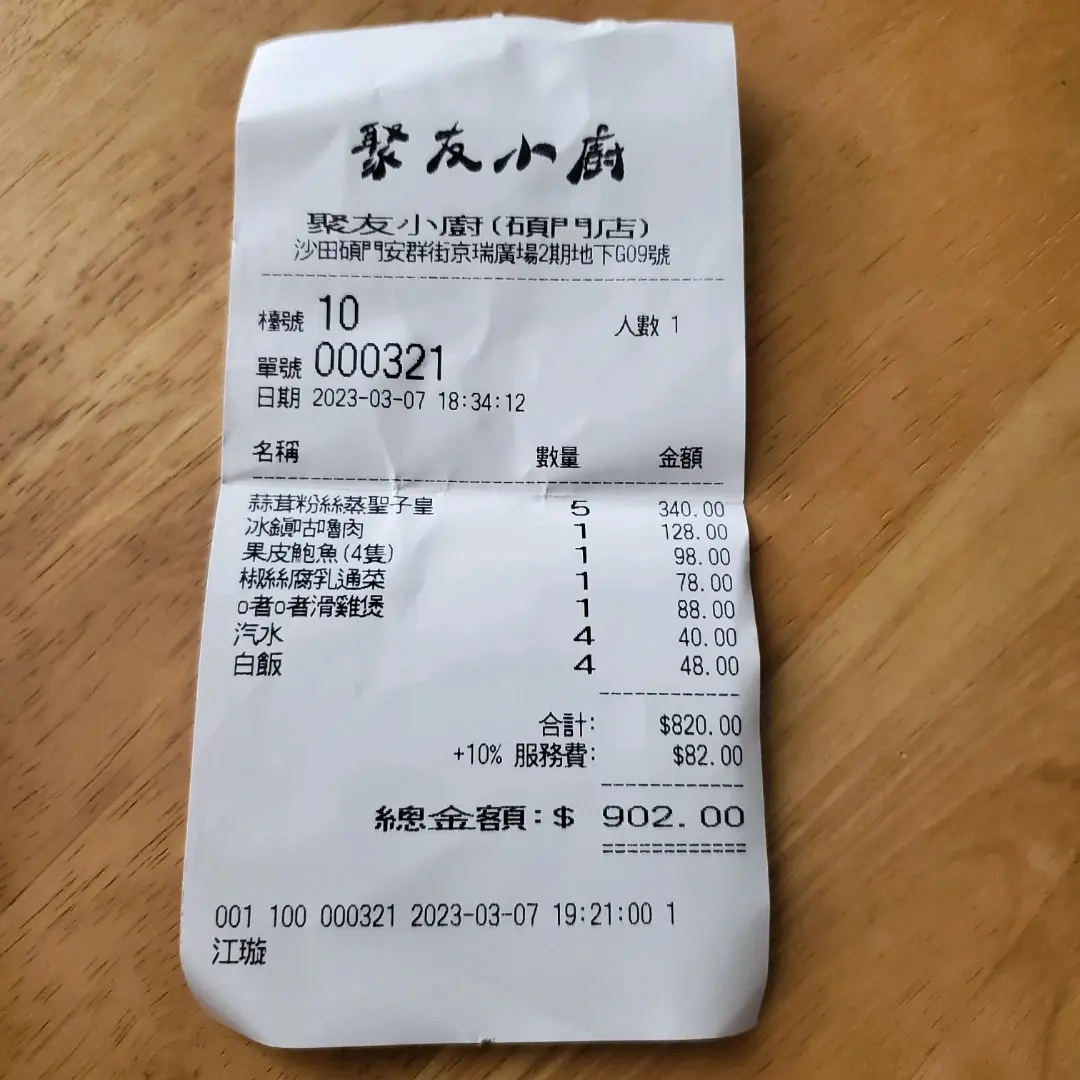 聚友小廚
聚友小廚(碩門店)
沙田碩門安群街京瑞廣場2期地下G09號
檯號 10 人數 1
單號 000321
日期 2023-03-07 18:34:12
名稱 數量 金額
蒜茸粉絲蒸聖子皇 5 340.00
冰鎭咕嚕肉 1 128.00
果皮鮑魚(4隻) 1 98.00
椒絲腐乳通菜 1 78.00
o者o者滑雞煲 1 88.00
汽水 4 40.00
白飯 4 48.00
合計: $820.00
+10% 服務費: $82.00
總金額:$ 902.00
============
001 100 000321 2023-03-07 19:21:00 1
江璇